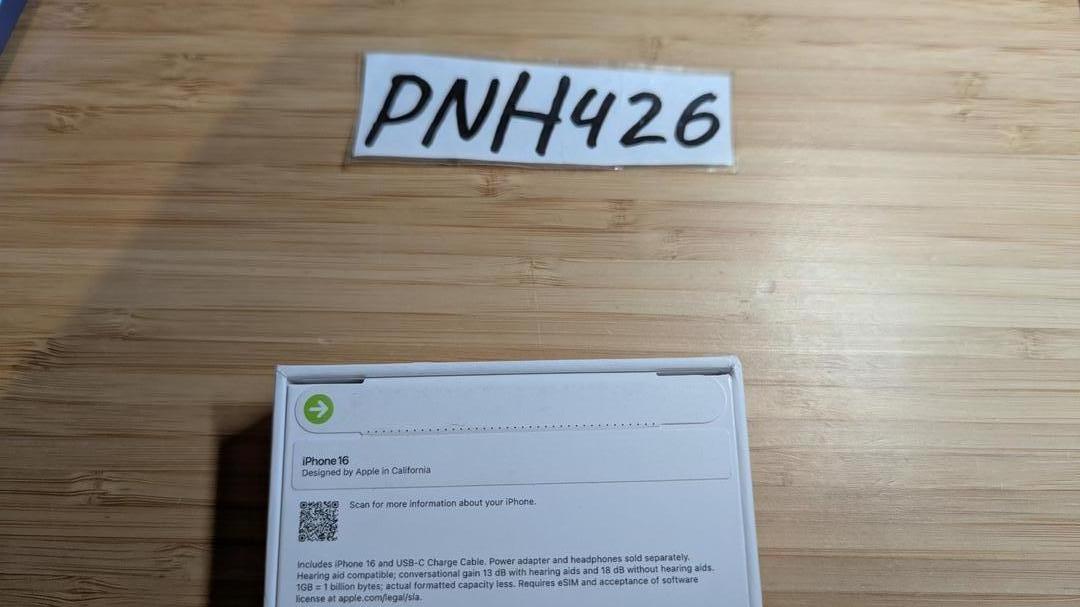 PNH426
iPhone 16
Designed by Apple in California
Scan for more information about your iPhone.
Includes iPhone 16 and USB-C Charge Cable. Power adapter and headphones sold separately.
Hearing aid compatible; conversational gain 13 dB with hearing aids and 18 dB without hearing aids.
1GB = 1 billion bytes; actual formatted capacity less. Requires eSIM and acceptance of software
license at apple.com/legal/sla.